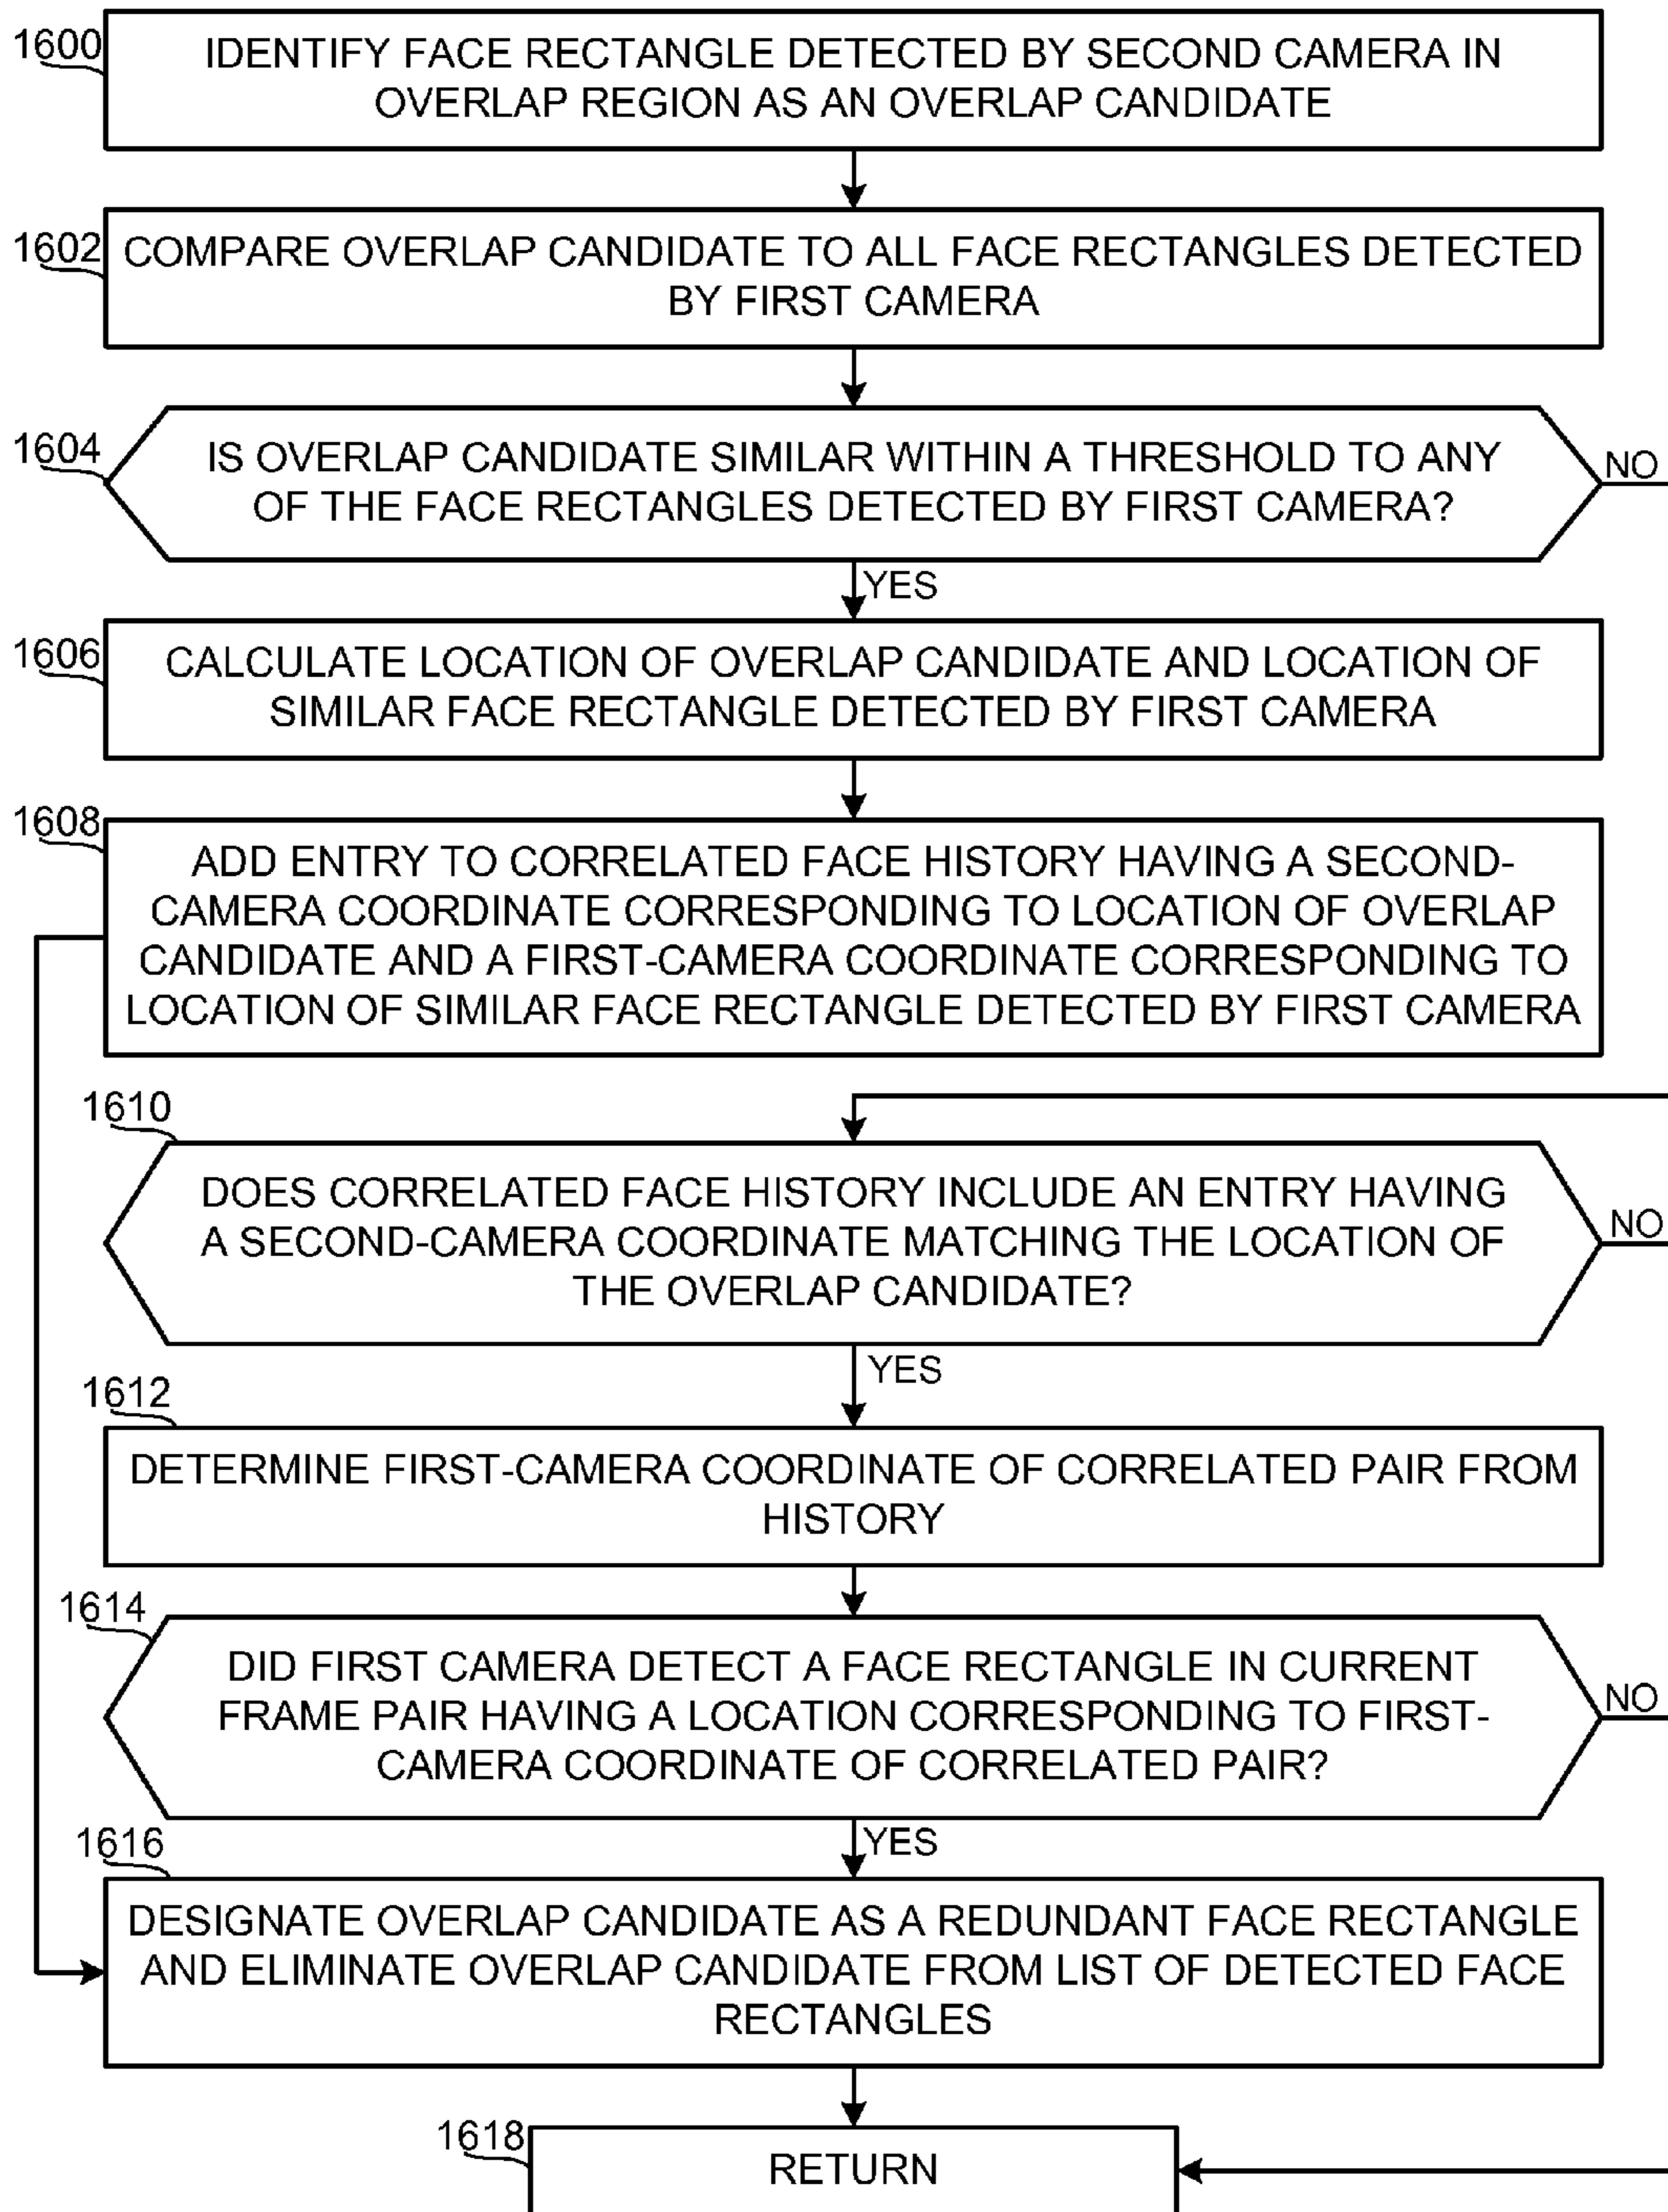 1600
IDENTIFY FACE RECTANGLE DETECTED BY SECOND CAMERA IN
OVERLAP REGION AS AN OVERLAP CANDIDATE
1602
COMPARE OVERLAP CANDIDATE TO ALL FACE RECTANGLES DETECTED
BY FIRST CAMERA
1604
IS OVERLAP CANDIDATE SIMILAR WITHIN A THRESHOLD TO ANY
OF THE FACE RECTANGLES DETECTED BY FIRST CAMERA?
NO
YES
1606
CALCULATE LOCATION OF OVERLAP CANDIDATE AND LOCATION OF
SIMILAR FACE RECTANGLE DETECTED BY FIRST CAMERA
1608
ADD ENTRY TO CORRELATED FACE HISTORY HAVING A SECOND-
CAMERA COORDINATE CORRESPONDING TO LOCATION OF OVERLAP
CANDIDATE AND A FIRST-CAMERA COORDINATE CORRESPONDING TO
LOCATION OF SIMILAR FACE RECTANGLE DETECTED BY FIRST CAMERA
1610
DOES CORRELATED FACE HISTORY INCLUDE AN ENTRY HAVING
A SECOND-CAMERA COORDINATE MATCHING THE LOCATION OF
THE OVERLAP CANDIDATE?
NO
YES
1612
DETERMINE FIRST-CAMERA COORDINATE OF CORRELATED PAIR FROM
HISTORY
1614
DID FIRST CAMERA DETECT A FACE RECTANGLE IN CURRENT
FRAME PAIR HAVING A LOCATION CORRESPONDING TO FIRST-
CAMERA COORDINATE OF CORRELATED PAIR?
NO
YES
1616
DESIGNATE OVERLAP CANDIDATE AS A REDUNDANT FACE RECTANGLE
AND ELIMINATE OVERLAP CANDIDATE FROM LIST OF DETECTED FACE
RECTANGLES
1618
RETURN